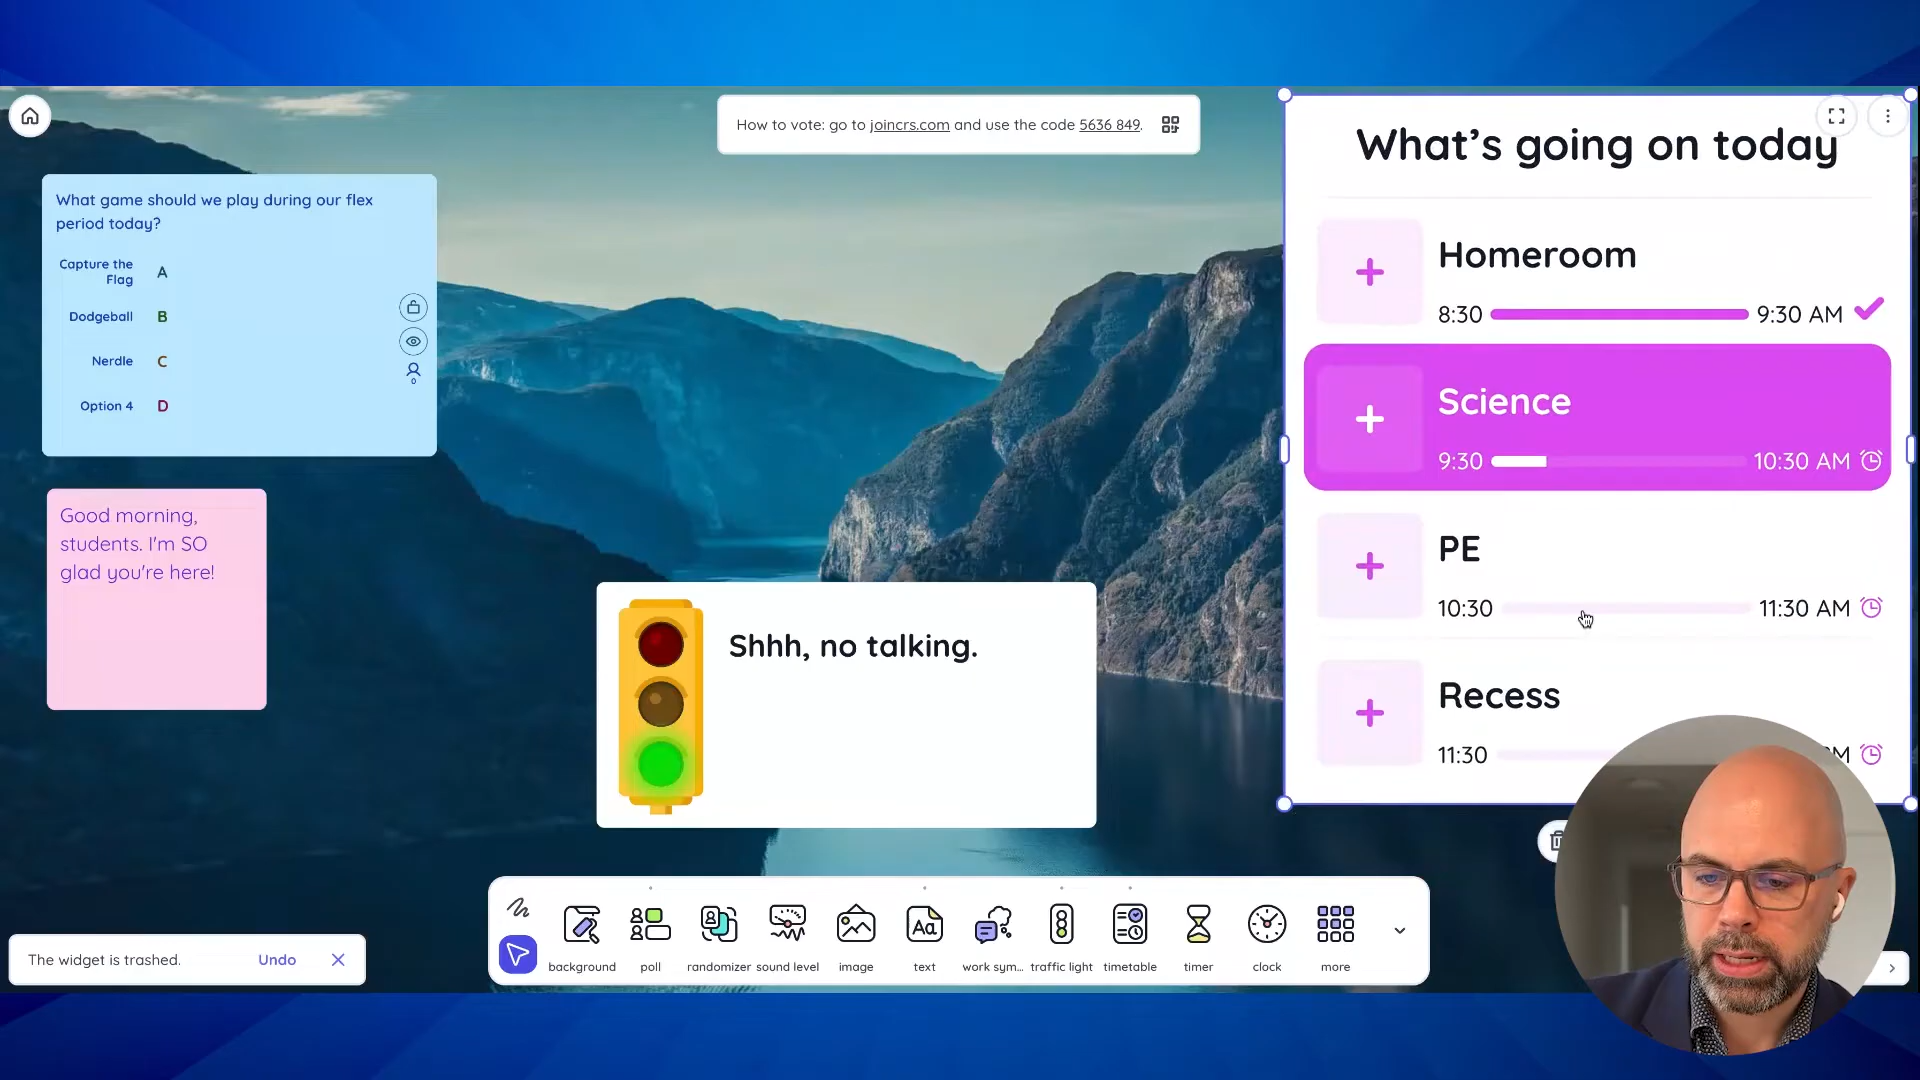 How to vote: go to joincrs.com and use the code 5636 849.
What game should we play during our flex
period today?
Capture the
Flag
A
Dodgeball B
Nerdle C
Option 4 D
Good morning,
students. I'm SO
glad you're here!
Shhh, no talking.
What's going on today
Homeroom
8:30 9:30 AM
Science
9:30 10:30 AM
PE
10:30 11:30 AM
Recess
11:30
The widget is trashed. Undo
background poll randomizer sound level image text work sym... traffic light timetable timer clock more